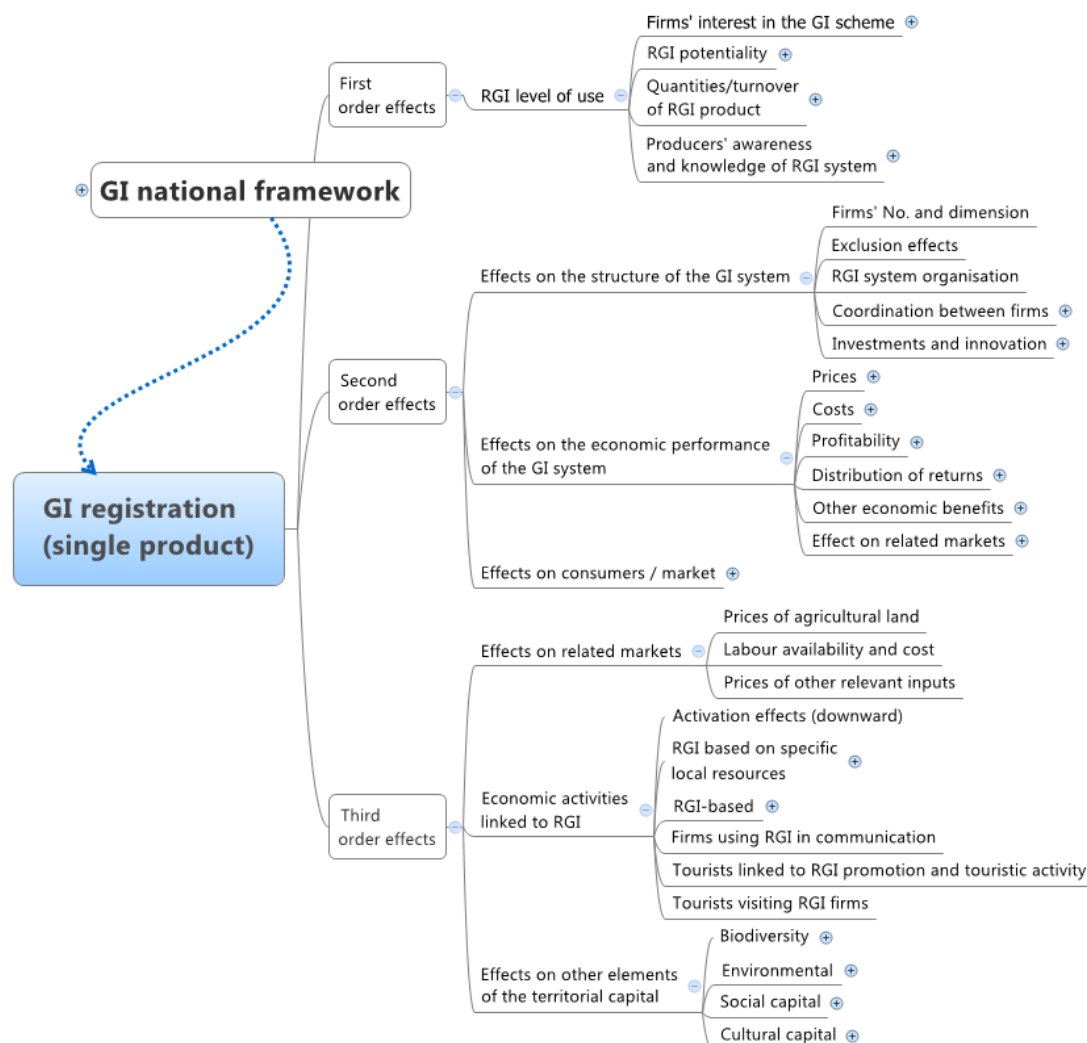 Firms' interest in the GI scheme
RGI potentiality
First
order effects
RGI level of use
Quantities/turnover
of RGI product
Producers' awareness
and knowledge of RGI system
GI national framework
Firms' No. and dimension
Exclusion effects
Effects on the structure of the GI system
RGI system organisation
Coordination between firms
Investments and innovation
Second
order effects
Prices
Costs
Effects on the economic performance
of the GI system
Profitability
Distribution of returns
Other economic benefits
Effect on related markets
GI registration
(single product)
Effects on consumers / market
Prices of agricultural land
Effects on related markets
Labour availability and cost
Prices of other relevant inputs
Activation effects (downward)
RGI based on specific
local resources
Third
order effects
Economic activities
linked to RGI
RGI-based
Firms using RGI in communication
Tourists linked to RGI promotion and touristic activity
Tourists visiting RGI firms
Biodiversity
Effects on other elements
of the territorial capital
Environmental
Social capital
Cultural capital